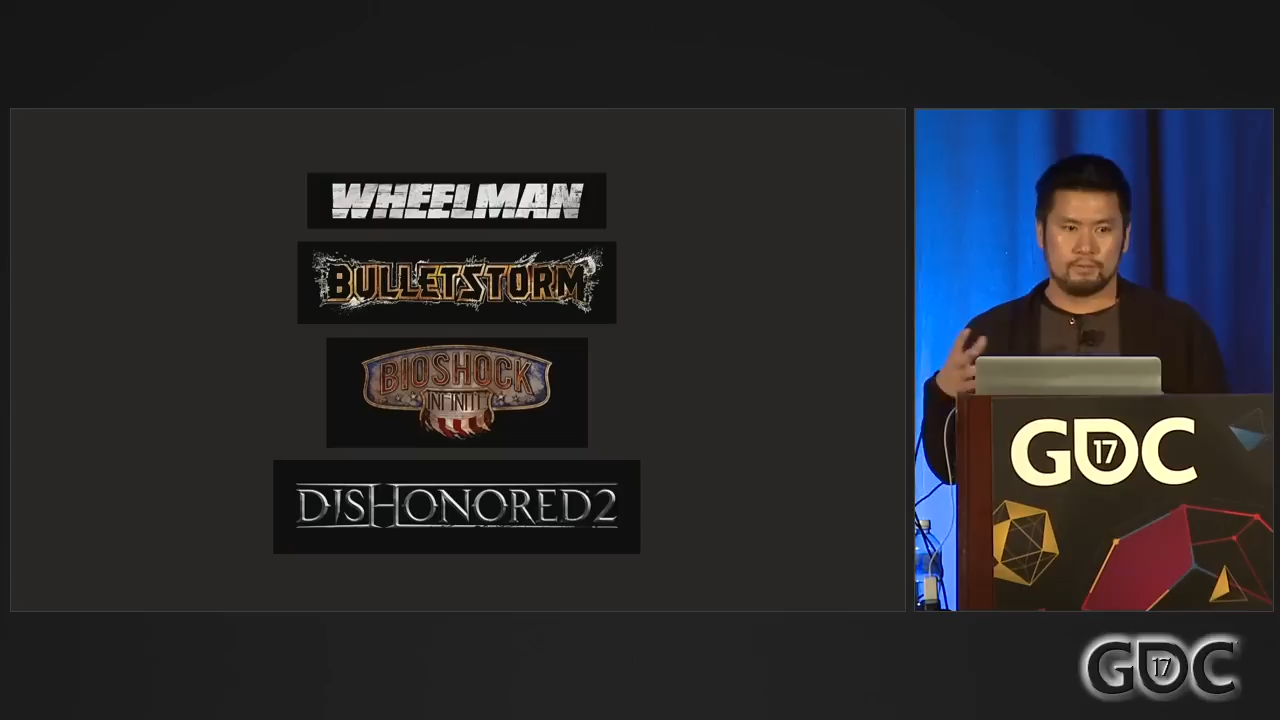 WHEELMAN
BULLETSTORM
BIOSHOCK
INFINITE
DISHONORED2
GDC
17
GDC
17